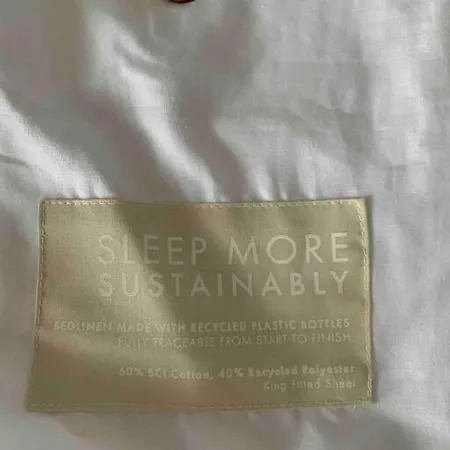 SLEEP MORE
SUSTAINABLY
BEDLINEN MADE WITH RECYCLED PLASTIC BOTTLES
FULLY TRACEABLE FROM START TO FINISH.
60% BCI Cotton, 40% Recycled Polyester
King Fitted Sheet